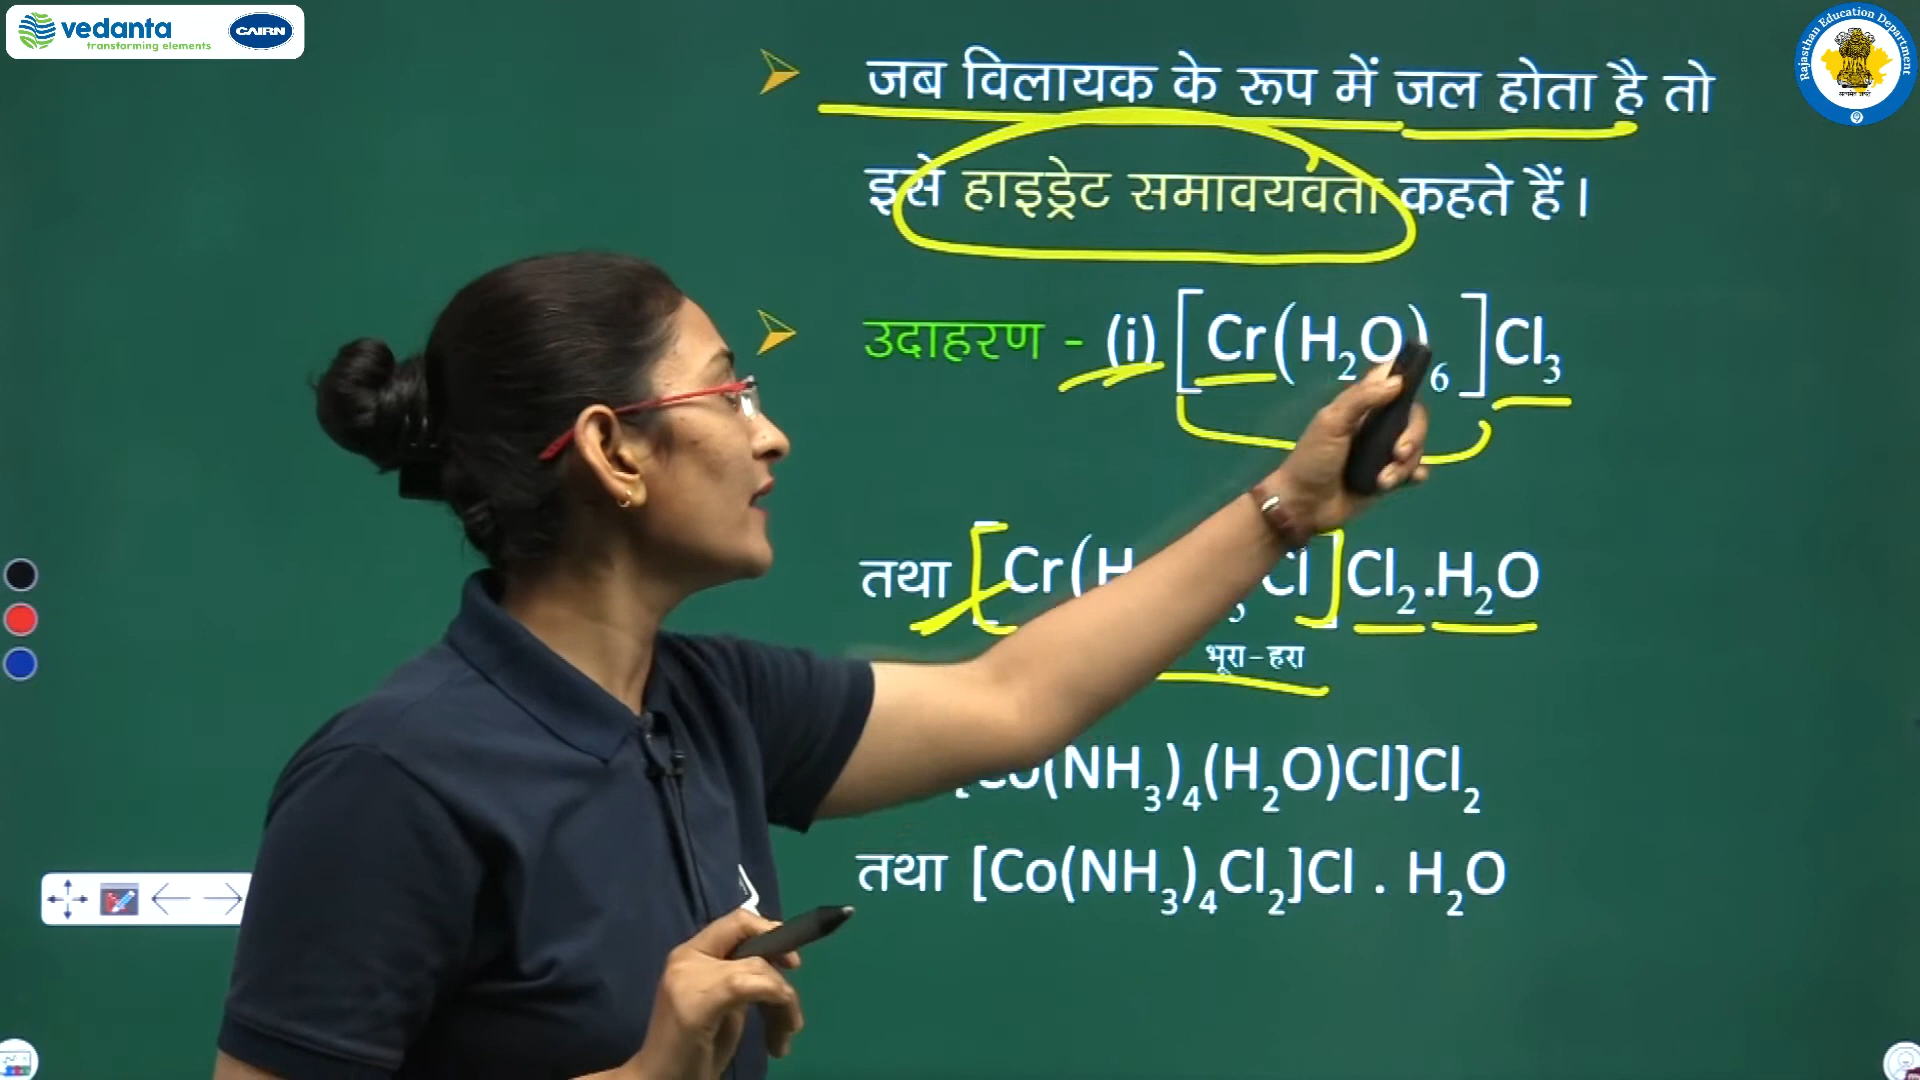 vedanta
transforming elements
CAIRN
Rajasthan Education Department
जब विलायक के रूप में जल होता है तो
इसे हाइड्रेट समावयवता कहते हैं।
उदाहरण - (i) [Cr(H₂O)₆]Cl₃
तथा [Cr(H Cl]Cl₂.H₂O
भूरा-हरा
[Co(NH₃)₄(H₂O)Cl]Cl₂
तथा [Co(NH₃)₄Cl₂]Cl . H₂O